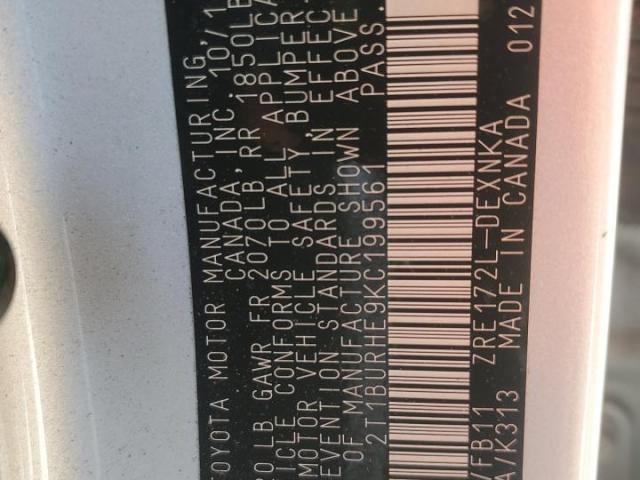 TOYOTA MOTOR MANUFACTURING,
CANADA, INC. 10/1
GAWR FR 2070LB RR 1850LB
ICLE CONFORMS TO ALL APPLICA
MOTOR VEHICLE SAFETY, BUMPER,
EVENTION STANDARDS IN EFFEC
OF MANUFACTURE SHOWN ABOVE
2T1BURHE9KC199561 PASS
/FB11 ZRE172L-DEXNKA
A/K313 MADE IN CANADA 012